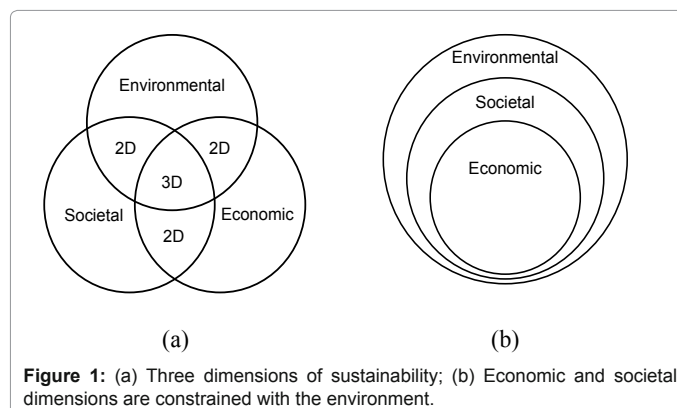 Environmental
2D 2D
3D
Societal Economic
2D
(a)
Environmental
Societal
Economic
(b)
Figure 1: (a) Three dimensions of sustainability; (b) Economic and societal
dimensions are constrained with the environment.